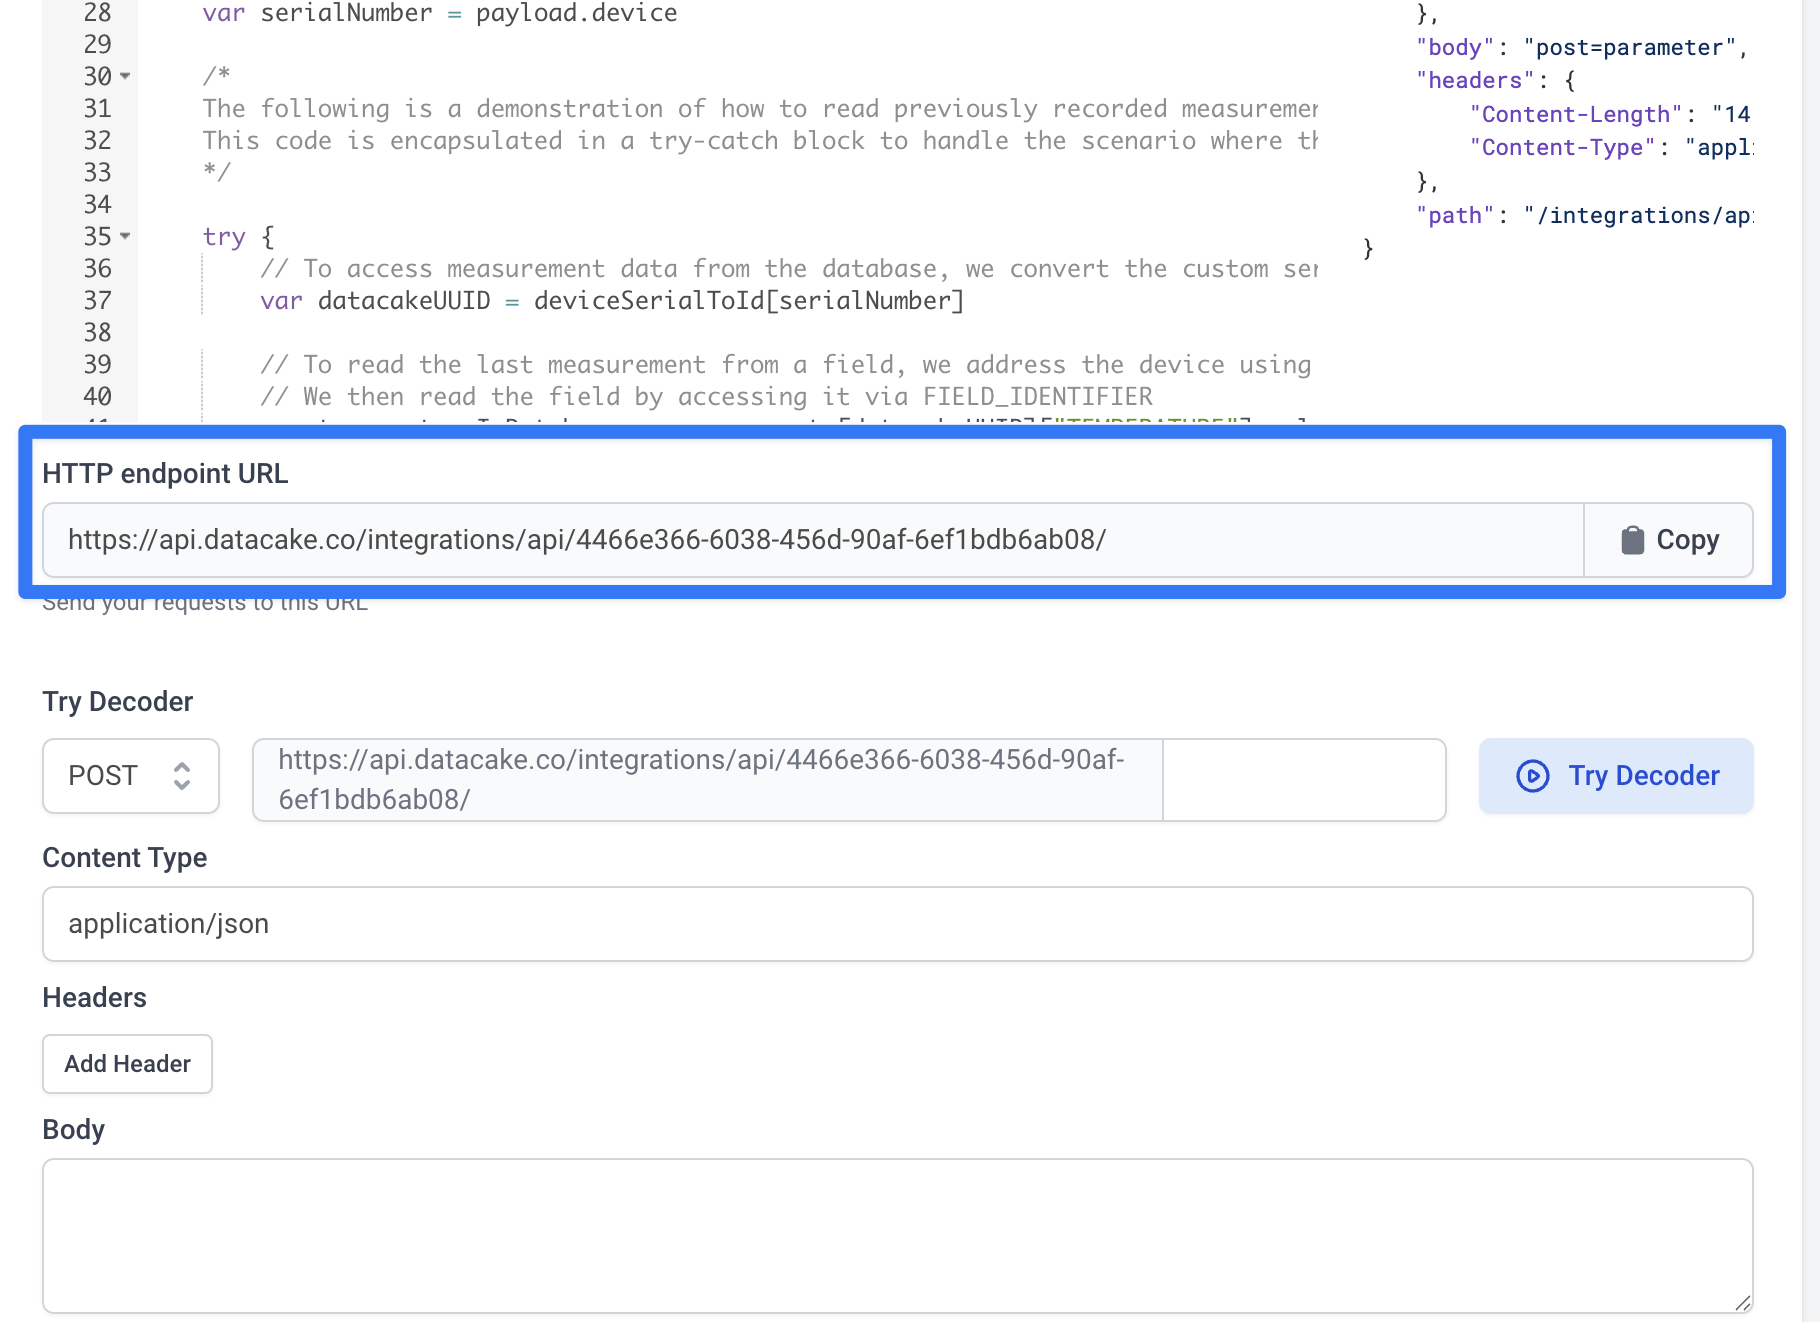 28 var serialNumber = payload.device
29
30 /*
31 The following is a demonstration of how to read previously recorded
32 This code is encapsulated in a try-catch block to handle the scenario where
33 */
34
35 try {
36 // To access measurement data from the database, we convert the custom
37 var datacakeUUID = deviceSerialToId[serialNumber]
38
39 // To read the last measurement from a field, we address the device using
40 // We then read the field by accessing it via FIELD_IDENTIFIER
},
"body": "post=parameter",
"headers": {
"Content-Length": "14
"Content-Type":
},
"path":
}
HTTP endpoint URL
https://api.datacake.co/integrations/api/4466e366-6038-456d-90af-6ef1bdb6ab08/
Copy
Send your requests to this URL
Try Decoder
POST
https://api.datacake.co/integrations/api/4466e366-6038-456d-90af-
6ef1bdb6ab08/
Try Decoder
Content Type
application/json
Headers
Add Header
Body